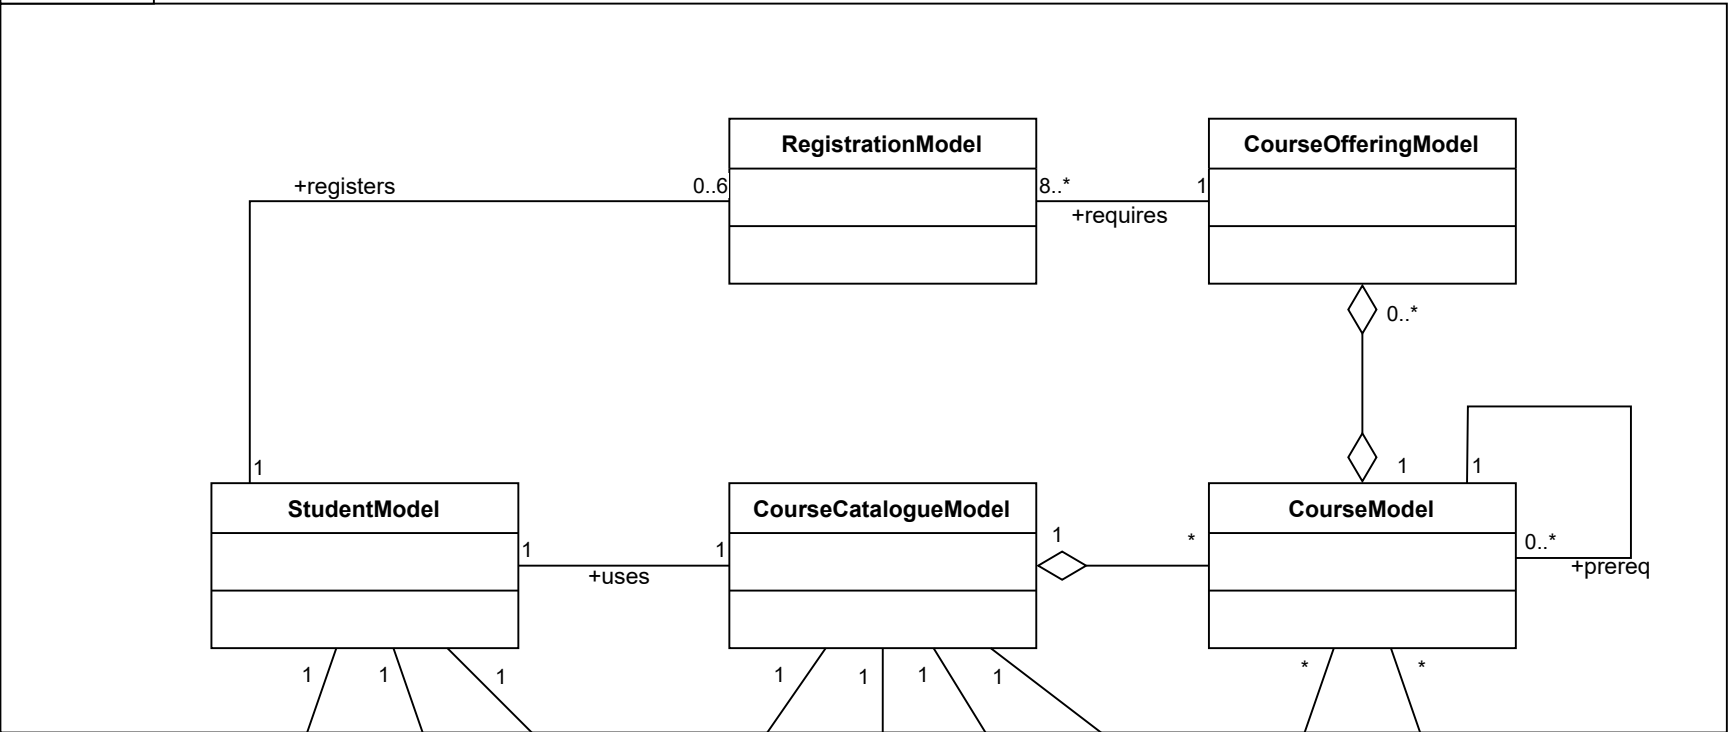 RegistrationModel
CourseOfferingModel
+registers
0..6
8..*
1
+requires
0..*
1
1
1
StudentModel
CourseCatalogueModel
CourseModel
1
1
1
*
0..*
+uses
+prereq
1
1
1
1
1
1
1
*
*